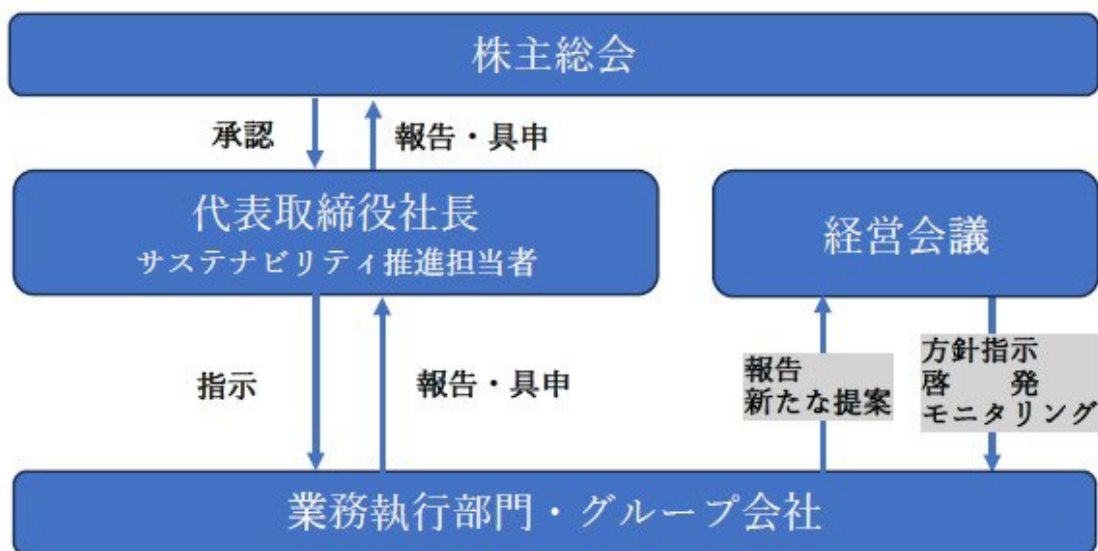 株主総会
承認
報告・具申
代表取締役社長
サステナビリティ推進担当者
経営会議
指示
報告・具申
報告
新たな提案
方針指示
啓　　発
モニタリング
業務執行部門・グループ会社